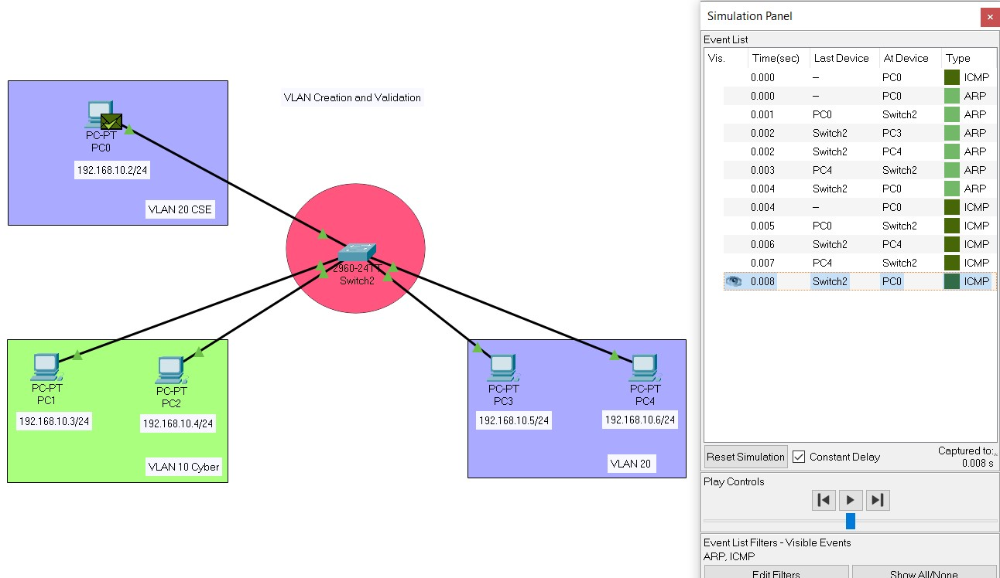 VLAN Creation and Validation
PC-PT
PC0
192.168.10.2/24
VLAN 20 CSE
2960-24TT
Switch2
PC-PT
PC1
192.168.10.3/24
PC-PT
PC2
192.168.10.4/24
VLAN 10 Cyber
PC-PT
PC3
192.168.10.5/24
PC-PT
PC4
192.168.10.6/24
VLAN 20
Simulation Panel
Event List
Vis. Time(sec) Last Device At Device Type
0.000 -- PC0 ICMP
0.000 -- PC0 ARP
0.001 PC0 Switch2 ARP
0.002 Switch2 PC3 ARP
0.002 Switch2 PC4 ARP
0.003 PC4 Switch2 ARP
0.004 Switch2 PC0 ARP
0.004 -- PC0 ICMP
0.005 PC0 Switch2 ICMP
0.006 Switch2 PC4 ICMP
0.007 PC4 Switch2 ICMP
0.008 Switch2 PC0 ICMP
Reset Simulation Constant Delay Captured to:
0.008 s
Play Controls
Event List Filters - Visible Events
ARP, ICMP
Edit Filters Show All/None